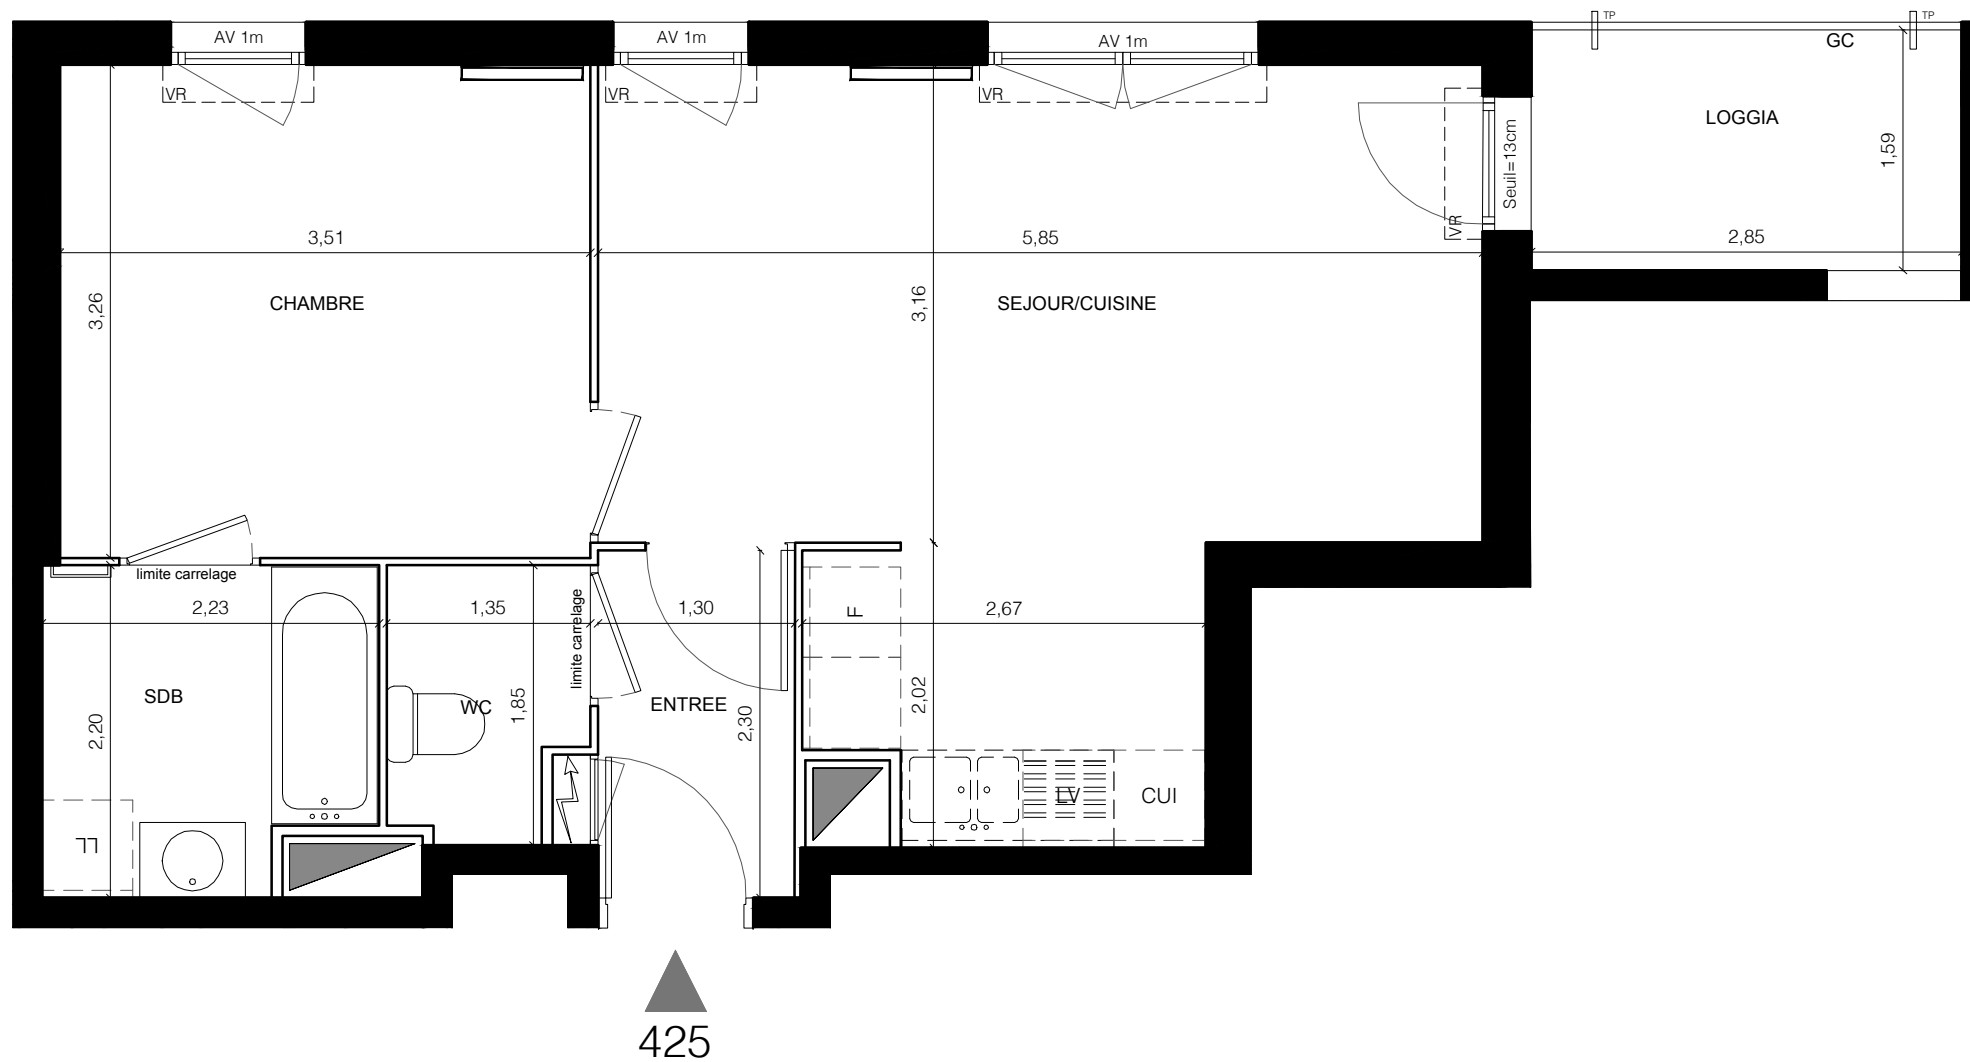 TP
TP
AV 1m
AV 1m
AV 1m
GC
VR
VR
VR
LOGGIA
Seuil=13cm
1,59
VR
3,51
5,85
2,85
3,26
CHAMBRE
3,16
SEJOUR/CUISINE
limite carrelage
2,23
1,35
limite carrelage
1,30
F
2,67
SDB
WC
1,85
ENTREE
2,02
2,20
2,30
LL
LV
CUI
425